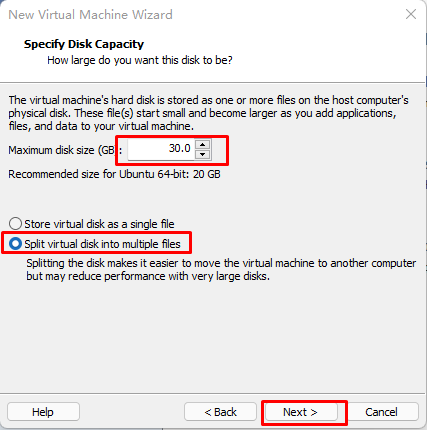 New Virtual Machine Wizard
Specify Disk Capacity
How large do you want this disk to be?
The virtual machine's hard disk is stored as one or more files on the host computer's
physical disk. These file(s) start small and become larger as you add applications,
files, and data to your virtual machine.
Maximum disk size (GB): 30.0
Recommended size for Ubuntu 64-bit: 20 GB
Store virtual disk as a single file
Split virtual disk into multiple files
Splitting the disk makes it easier to move the virtual machine to another computer
but may reduce performance with very large disks.
Help < Back Next > Cancel